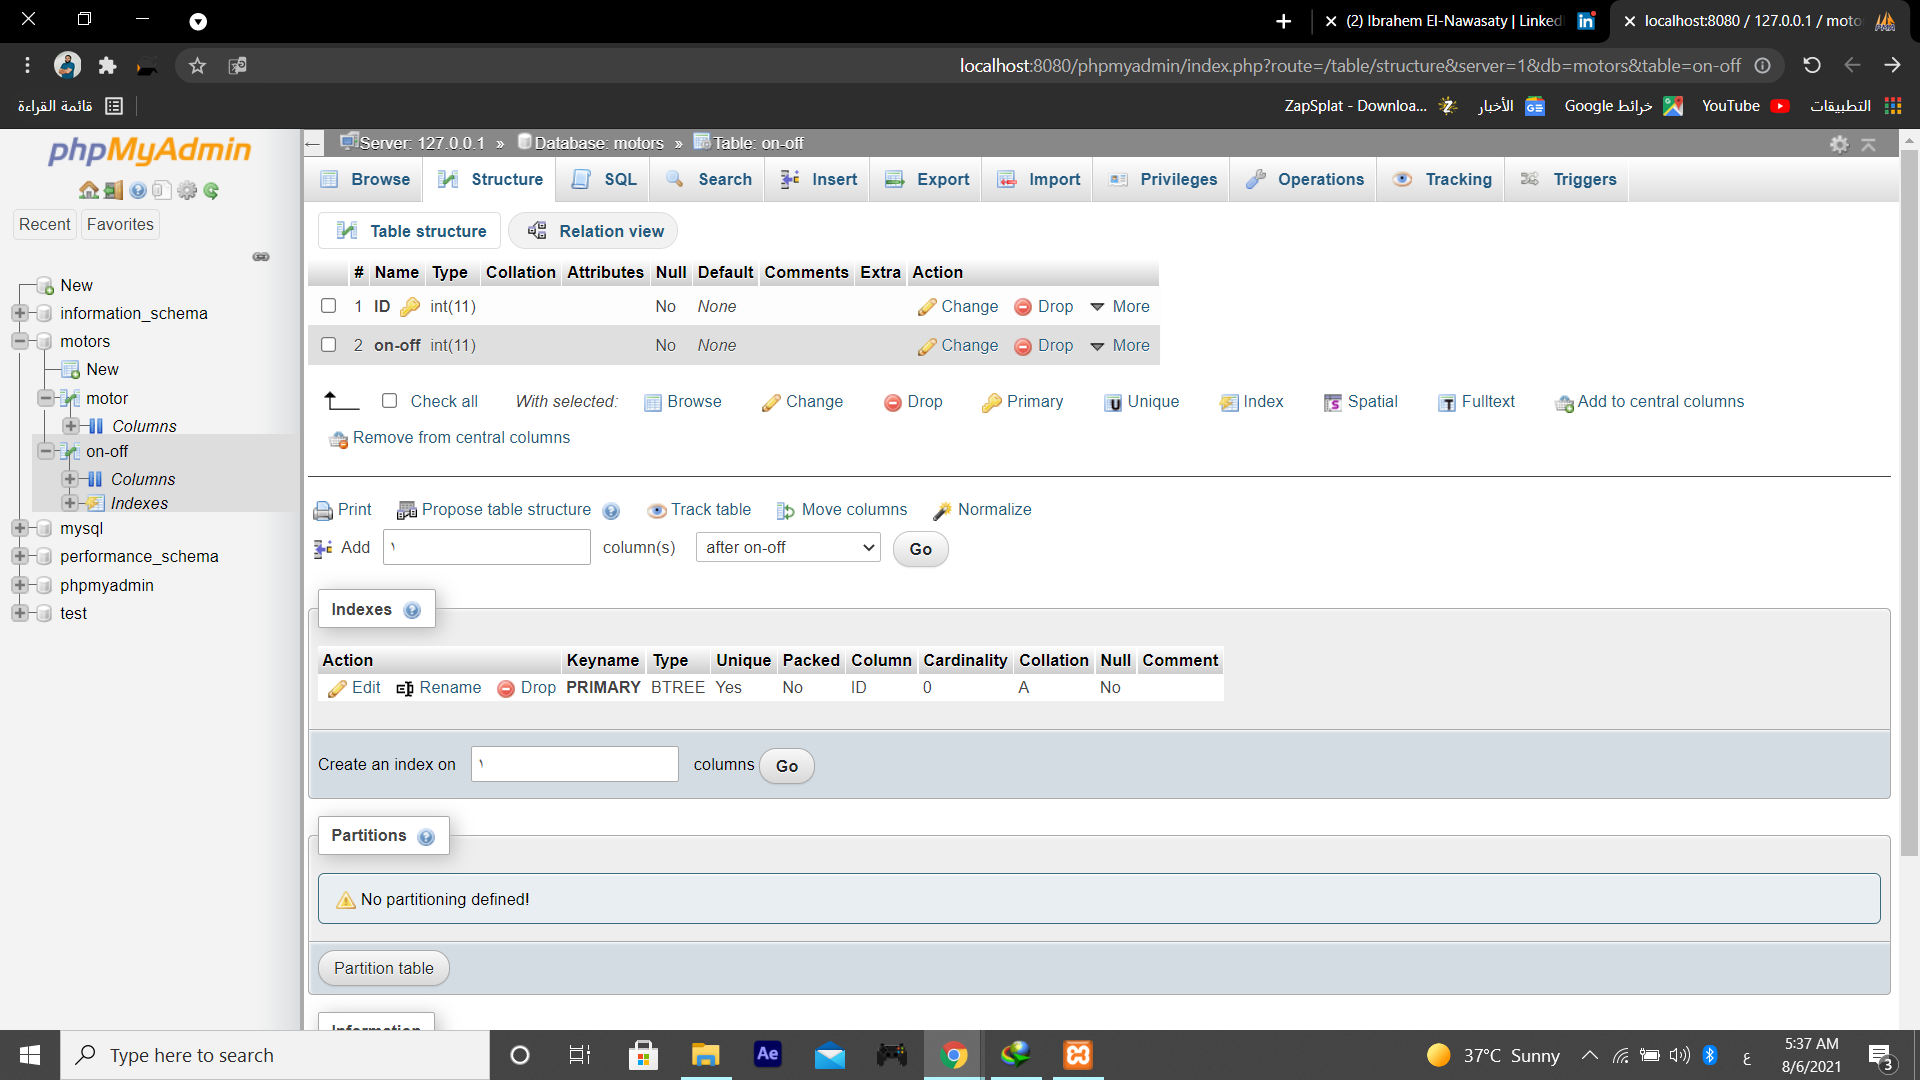 (2) Ibrahem El-Nawasaty | Linked
localhost:8080 / 127.0.0.1 / moto
localhost:8080/phpmyadmin/index.php?route=/table/structure&server=1&db=motors&table=on-off
قائمة القراءة
ZapSplat - Downloa...
الأخبار
خرائط Google
YouTube
التطبيقات
phpMyAdmin
Recent
Favorites
New
information_schema
motors
New
motor
Columns
on-off
Columns
Indexes
mysql
performance_schema
phpmyadmin
test
Server: 127.0.0.1 » Database: motors » Table: on-off
Browse Structure SQL Search Insert Export Import Privileges Operations Tracking Triggers
Table structure Relation view
# Name Type Collation Attributes Null Default Comments Extra Action
1 ID int(11) No None Change Drop More
2 on-off int(11) No None Change Drop More
Check all With selected: Browse Change Drop Primary Unique Index Spatial Fulltext Add to central columns
Remove from central columns
Print Propose table structure Track table Move columns Normalize
Add ١ column(s) after on-off Go
Indexes
Action Keyname Type Unique Packed Column Cardinality Collation Null Comment
Edit Rename Drop PRIMARY BTREE Yes No ID 0 A No
Create an index on ١ columns Go
Partitions
No partitioning defined!
Partition table
Information
Type here to search
Ae
37°C Sunny
ع
5:37 AM
8/6/2021
3